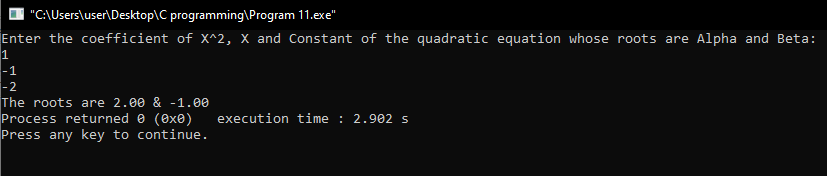 "C:\Users\user\Desktop\C programming\Program 11.exe"
Enter the coefficient of X^2, X and Constant of the quadratic equation whose roots are Alpha and Beta:
1
-1
-2
The roots are 2.00 & -1.00
Process returned 0 (0x0)   execution time : 2.902 s
Press any key to continue.